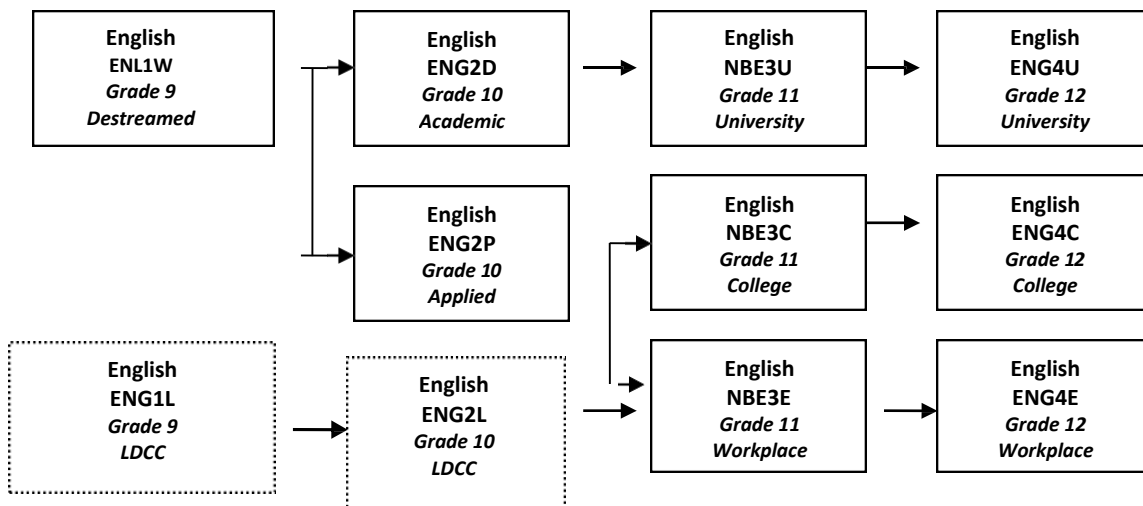 English
ENL1W
Grade 9
Destreamed
English
ENG2D
Grade 10
Academic
English
NBE3U
Grade 11
University
English
ENG4U
Grade 12
University
English
ENG2P
Grade 10
Applied
English
NBE3C
Grade 11
College
English
ENG4C
Grade 12
College
English
ENG1L
Grade 9
LDCC
English
ENG2L
Grade 10
LDCC
English
NBE3E
Grade 11
Workplace
English
ENG4E
Grade 12
Workplace